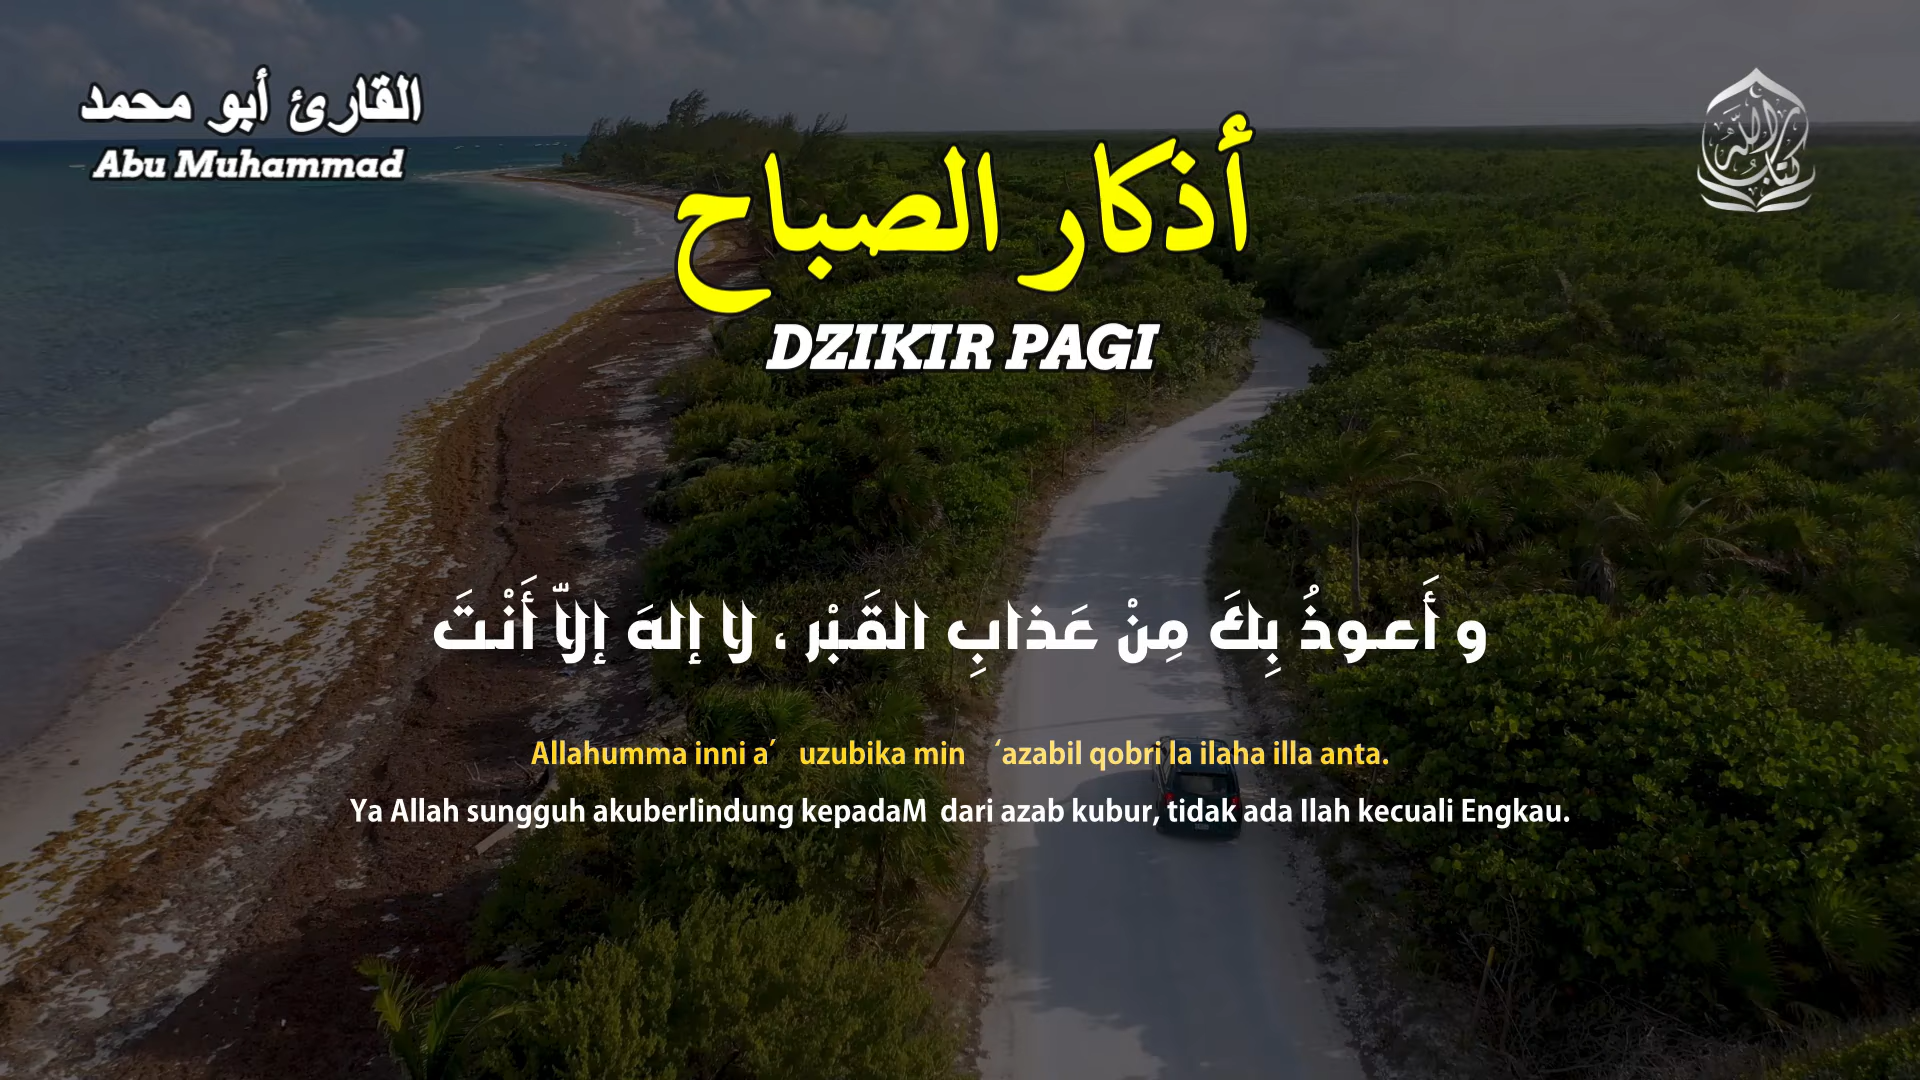 القارئ أبو محمد
Abu Muhammad
كتاب الله
أذكار الصباح
DZIKIR PAGI
و أَعوذُ بِكَ مِنْ عَذابِ القَبْر ، لا إلهَ إلاّ أَنْتَ
Allahumma inni a’ uzubika min ‘azabil qobri la ilaha illa anta.
Ya Allah sungguh akuberlindung kepadaM dari azab kubur, tidak ada Ilah kecuali Engkau.